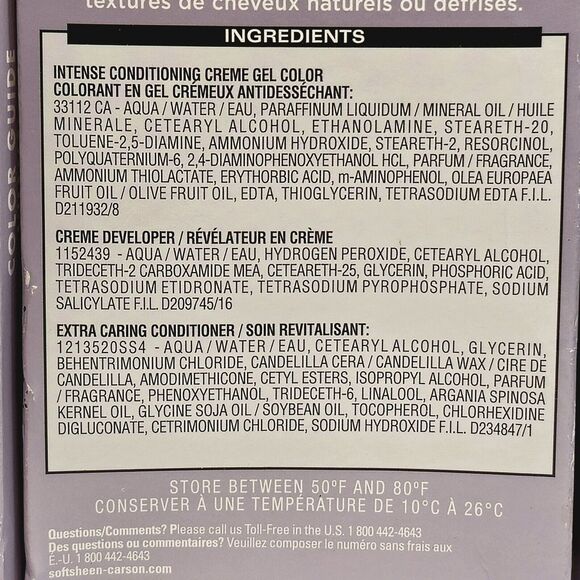 textures de cheveux naturels ou défrisés.
INGREDIENTS
COLOR GUIDE
INTENSE CONDITIONING CREME GEL COLOR
COLORANT EN GEL CRÉMEUX ANTIDESSÉCHANT:
33112 CA - AQUA / WATER / EAU, PARAFFINUM LIQUIDUM / MINERAL OIL / HUILE
MINERALE, CETEARYL ALCOHOL, ETHANOLAMINE, STEARETH-20,
TOLUENE-2,5-DIAMINE, AMMONIUM HYDROXIDE, STEARETH-2, RESORCINOL,
POLYQUATERNIUM-6, 2,4-DIAMINOPHENOXYETHANOL HCL, PARFUM / FRAGRANCE,
AMMONIUM THIOLACTATE, ERYTHORBIC ACID, m-AMINOPHENOL, OLEA EUROPAEA
FRUIT OIL / OLIVE FRUIT OIL, EDTA, THIOGLYCERIN, TETRASODIUM EDTA F.I.L.
D211932/8
CREME DEVELOPER / RÉVÉLATEUR EN CRÈME
1152439 - AQUA / WATER / EAU, HYDROGEN PEROXIDE, CETEARYL ALCOHOL,
TRIDECETH-2 CARBOXAMIDE MEA, CETEARETH-25, GLYCERIN, PHOSPHORIC ACID,
TETRASODIUM ETIDRONATE, TETRASODIUM PYROPHOSPHATE, SODIUM
SALICYLATE F.I.L. D209745/16
EXTRA CARING CONDITIONER / SOIN REVITALISANT:
1213520SS4 - AQUA / WATER / EAU, CETEARYL ALCOHOL, GLYCERIN,
BEHENTRIMONIUM CHLORIDE, CANDELILLA CERA / CANDELILLA WAX / CIRE DE
CANDELILLA, AMODIMETHICONE, CETYL ESTERS, ISOPROPYL ALCOHOL, PARFUM
/ FRAGRANCE, PHENOXYETHANOL, TRIDECETH-6, LINALOOL, ARGANIA SPINOSA
KERNEL OIL, GLYCINE SOJA OIL / SOYBEAN OIL, TOCOPHEROL, CHLORHEXIDINE
DIGLUCONATE, CETRIMONIUM CHLORIDE, SODIUM HYDROXIDE F.I.L. D234847/1
STORE BETWEEN 50ºF AND 80ºF
CONSERVER À UNE TEMPÉRATURE DE 10°C À 26°C
Questions/Comments? Please call us Toll-Free in the U.S. 1 800 442-4643
Des questions ou commentaires? Veuillez composer le numéro sans frais aux
É.-U. 1 800 442-4643
softsheen-carson.com